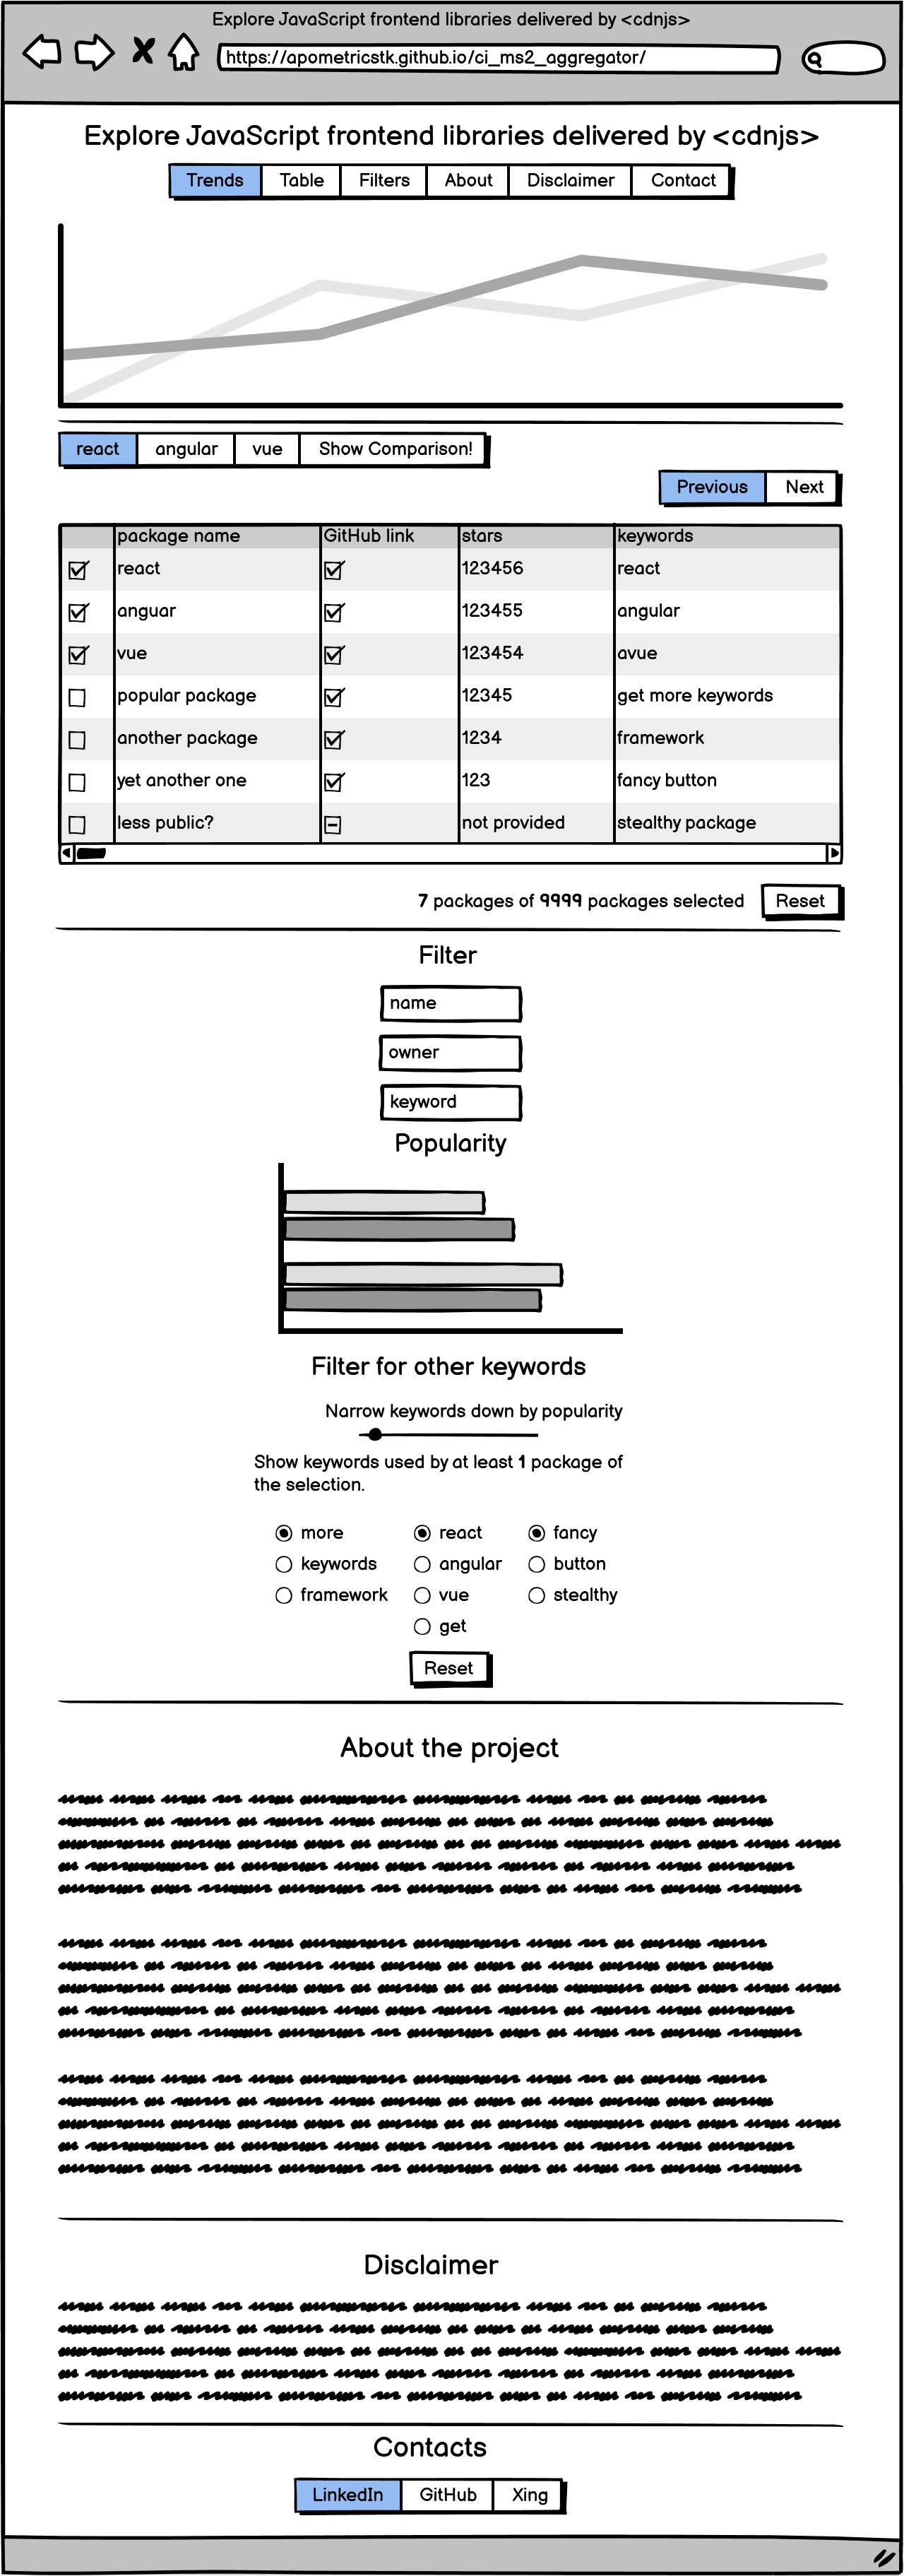 Explore JavaScript frontend libraries delivered by <cdnjs>
https://apometricstk.github.io/ci_ms2_aggregator/
Explore JavaScript frontend libraries delivered by <cdnjs>
Trends Table Filters About Disclaimer Contact
react angular vue Show Comparison!
Previous Next
package name GitHub link stars keywords
react 123456 react
anguar 123455 angular
vue 123454 avue
popular package 12345 get more keywords
another package 1234 framework
yet another one 123 fancy button
less public? not provided stealthy package
7 packages of 9999 packages selected Reset
Filter
name
owner
keyword
Popularity
Filter for other keywords
Narrow keywords down by popularity
Show keywords used by at least 1 package of
the selection.
more react fancy
keywords angular button
framework vue stealthy
get
Reset
About the project
Disclaimer
Contacts
LinkedIn GitHub Xing